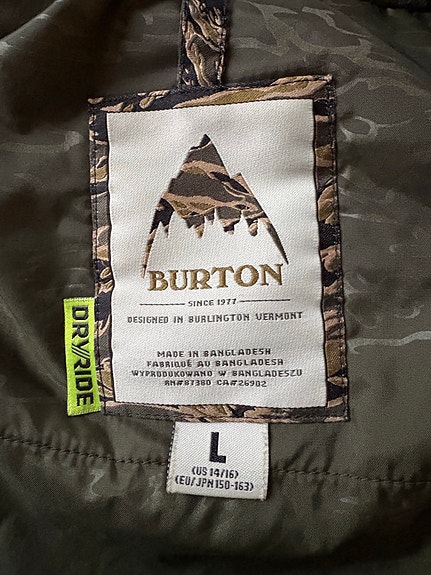 BURTON
SINCE 1977
DESIGNED IN BURLINGTON VERMONT
MADE IN BANGLADESH
FABRIQUÉ AU BANGLADESH
WYPRODUKOWANO W BANGLADESZU
RN#87380 CA#26902
DRY//RIDE
L
(US 14/16)
(EU/JPN 150-163)